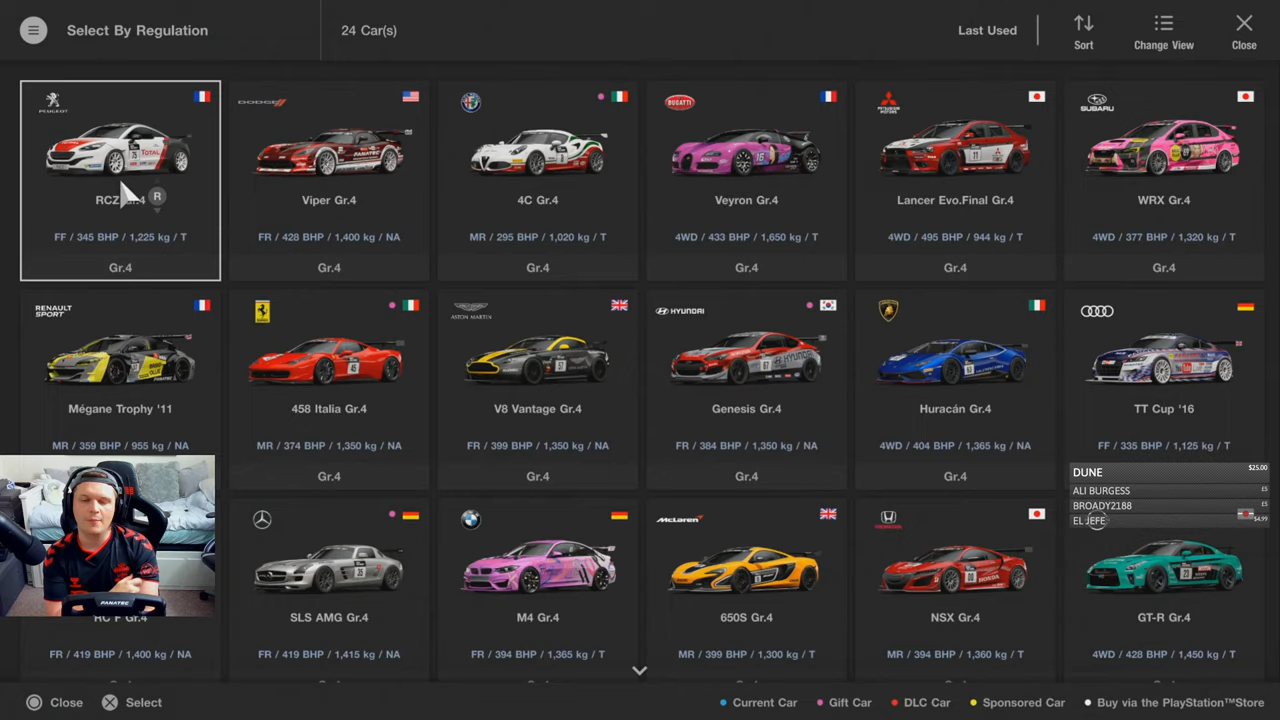 Select By Regulation
24 Car(s)
Last Used
Sort
Change View
Close
PEUGEOT
RCZ Gr.4
R
FF / 345 BHP / 1,225 kg / T
Gr.4
DODGE
Viper Gr.4
FR / 428 BHP / 1,400 kg / NA
Gr.4
4C Gr.4
MR / 295 BHP / 1,020 kg / T
Gr.4
BUGATTI
Veyron Gr.4
4WD / 433 BHP / 1,650 kg / T
Gr.4
MITSUBISHI
MOTORS
Lancer Evo.Final Gr.4
4WD / 495 BHP / 944 kg / T
Gr.4
SUBARU
WRX Gr.4
4WD / 377 BHP / 1,320 kg / T
Gr.4
RENAULT
SPORT
Mégane Trophy '11
MR / 359 BHP / 955 kg / NA
458 Italia Gr.4
MR / 374 BHP / 1,350 kg / NA
Gr.4
ASTON MARTIN
V8 Vantage Gr.4
FR / 399 BHP / 1,350 kg / NA
Gr.4
HYUNDAI
Genesis Gr.4
FR / 384 BHP / 1,350 kg / NA
Gr.4
Huracán Gr.4
4WD / 404 BHP / 1,365 kg / NA
Gr.4
TT Cup '16
FF / 335 BHP / 1,125 kg / T
DUNE $25.00
ALI BURGESS £5
BROADY2188 £5
EL JEFE $4.99
FANATEC
RC F Gr.4
FR / 419 BHP / 1,400 kg / NA
SLS AMG Gr.4
FR / 419 BHP / 1,415 kg / NA
M4 Gr.4
FR / 394 BHP / 1,365 kg / T
McLaren
650S Gr.4
MR / 399 BHP / 1,300 kg / T
HONDA
NSX Gr.4
MR / 394 BHP / 1,360 kg / T
GT-R Gr.4
4WD / 428 BHP / 1,450 kg / T
Close
Select
Current Car
Gift Car
DLC Car
Sponsored Car
Buy via the PlayStation™Store